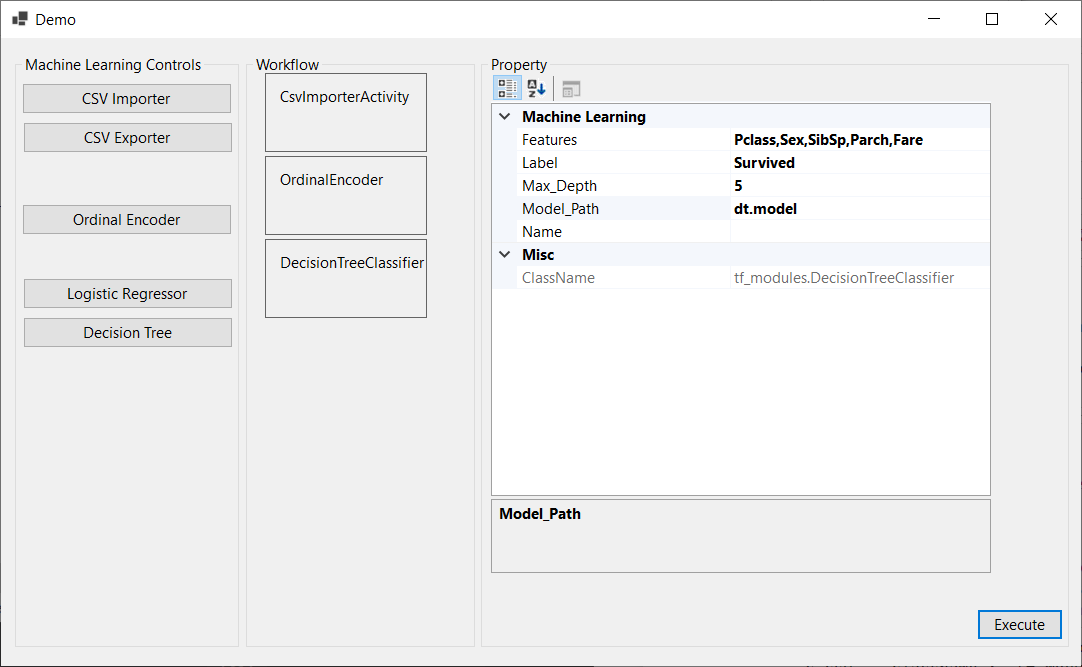 Demo
Machine Learning Controls
CSV Importer
CSV Exporter
Ordinal Encoder
Logistic Regressor
Decision Tree
Workflow
CsvImporterActivity
OrdinalEncoder
DecisionTreeClassifier
Property
Machine Learning
Features Pclass,Sex,SibSp,Parch,Fare
Label Survived
Max_Depth 5
Model_Path dt.model
Name
Misc
ClassName tf_modules.DecisionTreeClassifier
Model_Path
Execute